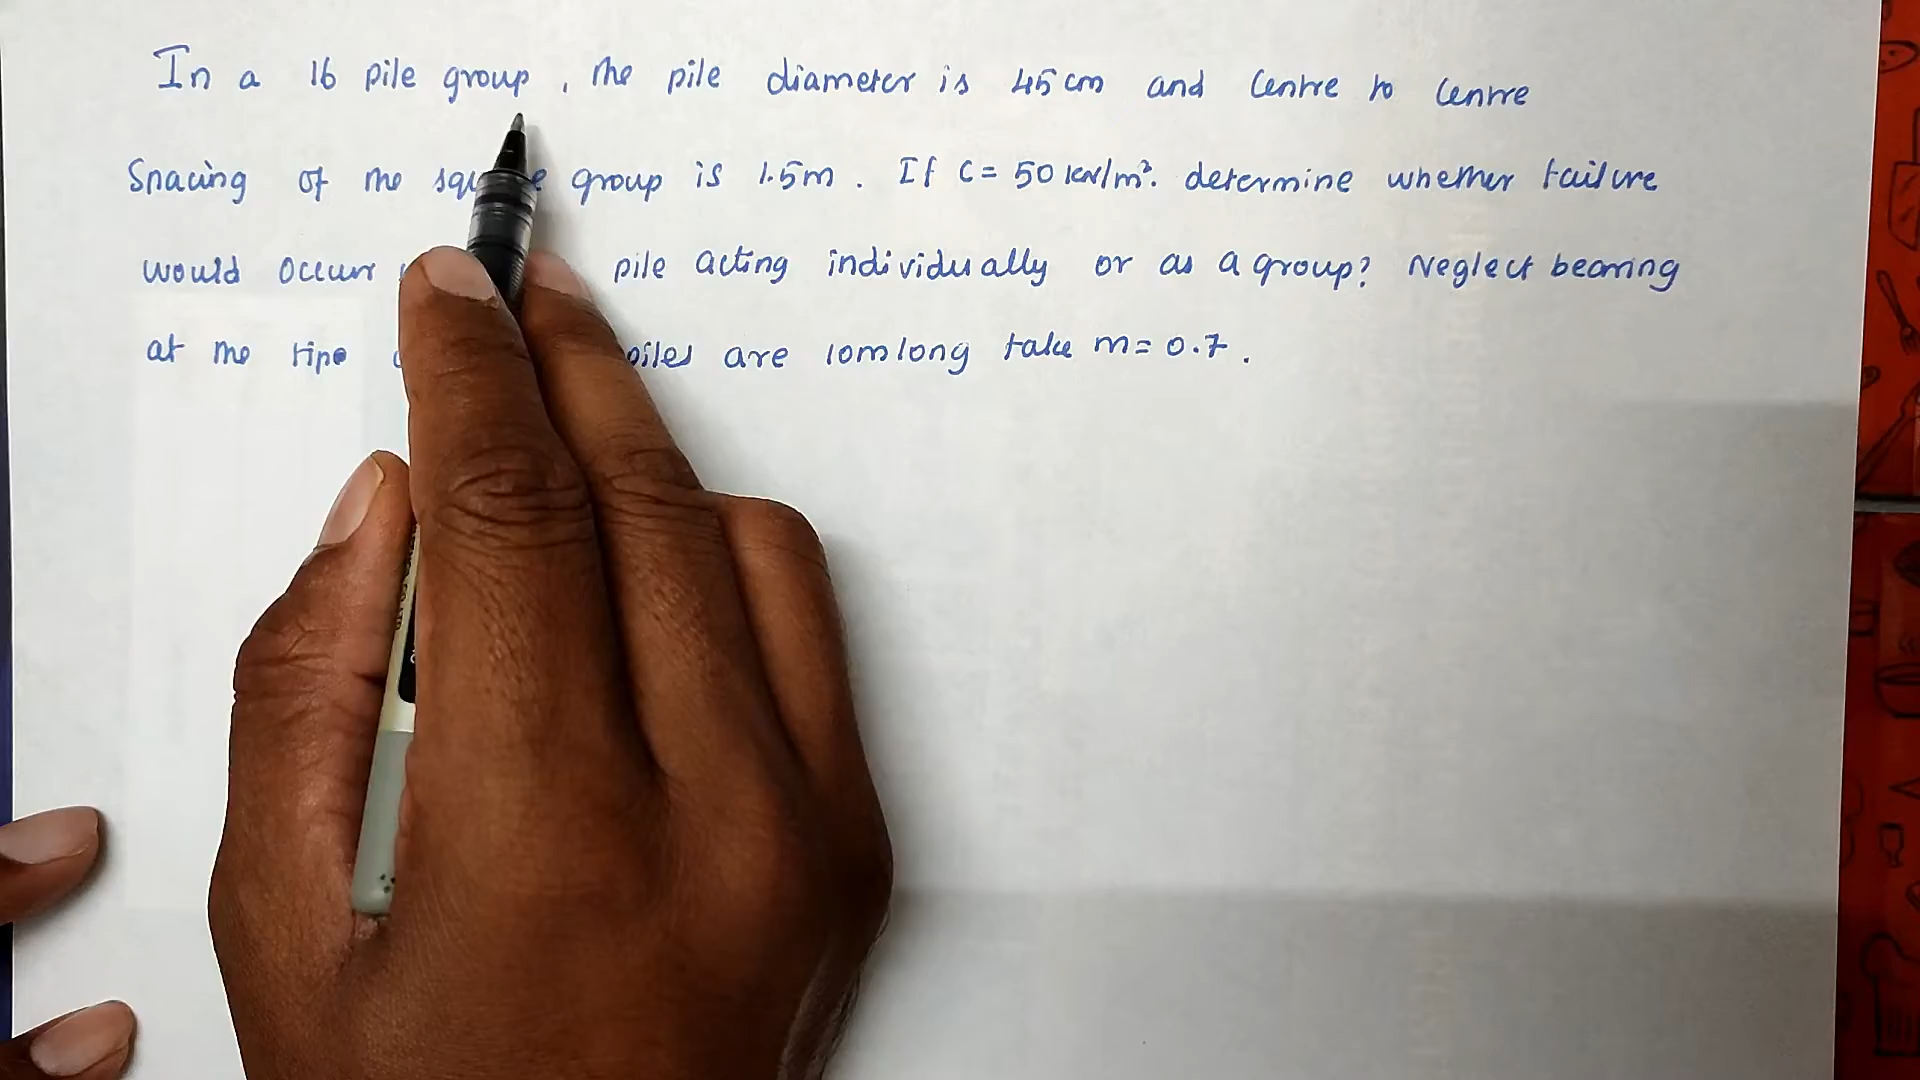 In a 16 pile group, the pile diameter is 45 cm and Centre to Centre
Spacing of the group is 1.5m. If C = 50 kN/m². determine whether failure
would occur pile acting individually or as a group? Neglect bearing
at the tip piles are 10m long take m = 0.7.